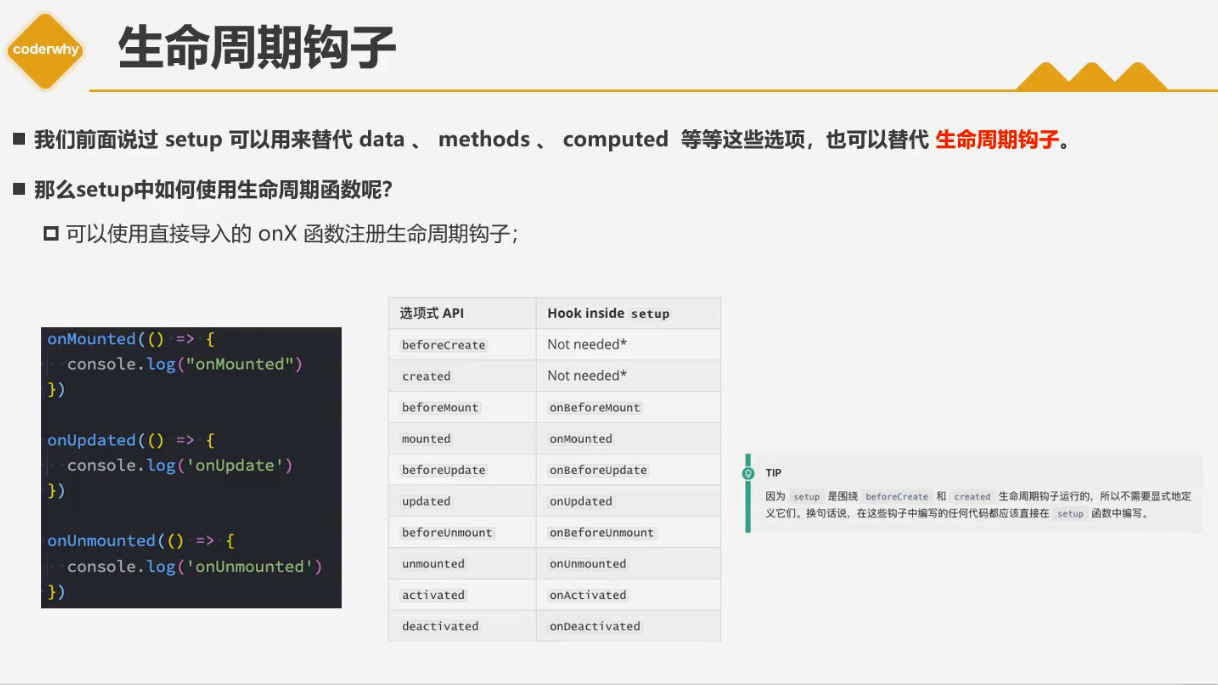 coderwhy
生命周期钩子
我们前面说过 setup 可以用来替代 data 、 methods 、 computed 等等这些选项，也可以替代 生命周期钩子。
那么setup中如何使用生命周期函数呢？
可以使用直接导入的 onX 函数注册生命周期钩子；
onMounted(() => {
  console.log("onMounted")
})
onUpdated(() => {
  console.log('onUpdate')
})
onUnmounted(() => {
  console.log('onUnmounted')
})
选项式 API Hook inside setup
beforeCreate Not needed*
created Not needed*
beforeMount onBeforeMount
mounted onMounted
beforeUpdate onBeforeUpdate
updated onUpdated
beforeUnmount onBeforeUnmount
unmounted onUnmounted
activated onActivated
deactivated onDeactivated
TIP
因为 setup 是围绕 beforeCreate 和 created 生命周期钩子运行的，所以不需要显式地定
义它们。换句话说，在这些钩子中编写的任何代码都应该直接在 setup 函数中编写。